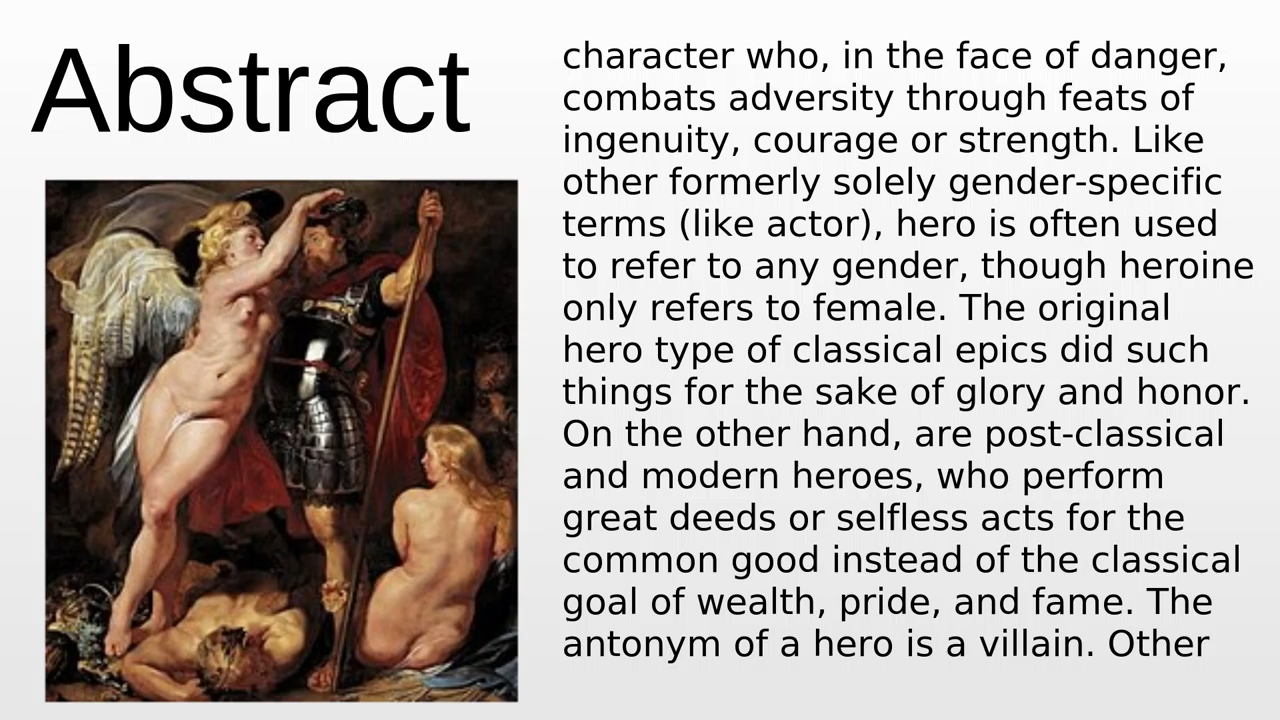 Abstract
character who, in the face of danger,
combats adversity through feats of
ingenuity, courage or strength. Like
other formerly solely gender-specific
terms (like actor), hero is often used
to refer to any gender, though heroine
only refers to female. The original
hero type of classical epics did such
things for the sake of glory and honor.
On the other hand, are post-classical
and modern heroes, who perform
great deeds or selfless acts for the
common good instead of the classical
goal of wealth, pride, and fame. The
antonym of a hero is a villain. Other